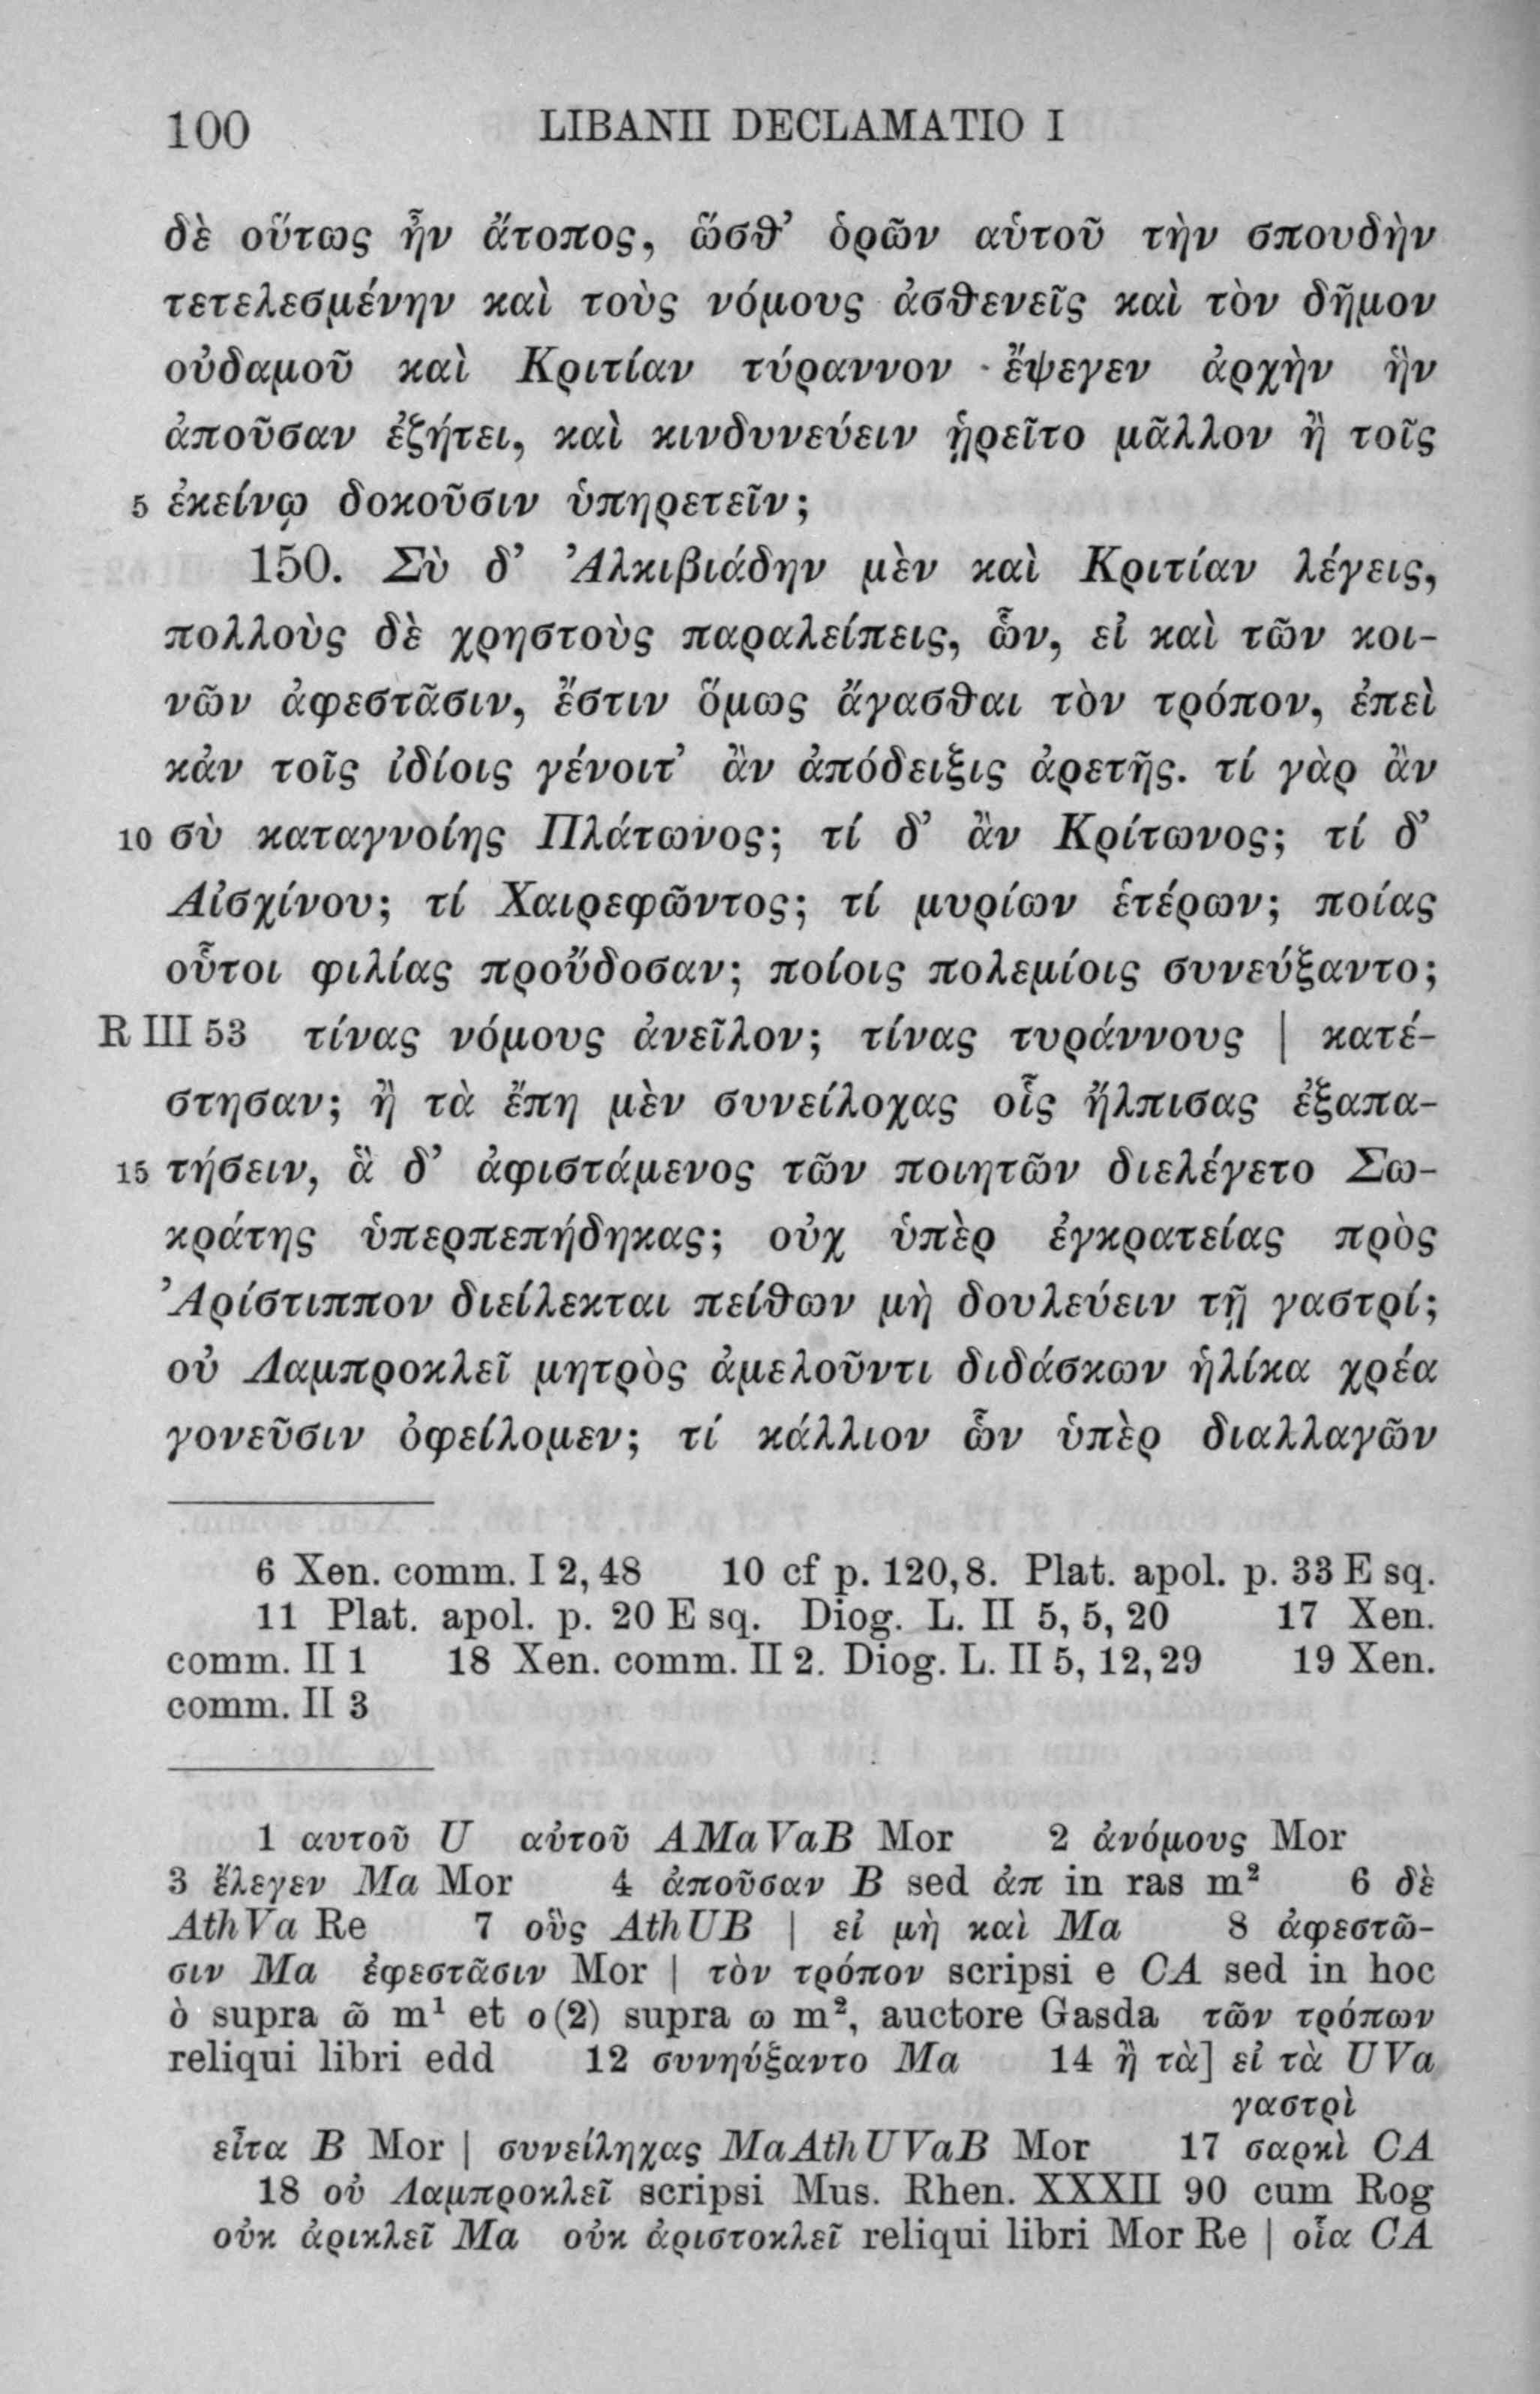 100 LIBANII DECLAMATIO I
δὲ οὕτως ἦν ἄτοπος, ὥσθ’ ὁρῶν αὑτοῦ τὴν σπουδὴν
τετελεσμένην καὶ τοὺς νόμους ἀσθενεῖς καὶ τὸν δῆμον
οὐδαμοῦ καὶ Κριτίαν τύραννον ἔψεγεν ἀρχὴν ἣν
ἀποῦσαν ἐζήτει, καὶ κινδυνεύειν ᾑρεῖτο μᾶλλον ἢ τοῖς
5 ἐκείνῳ δοκοῦσιν ὑπηρετεῖν;
150. Σὺ δ’ Ἀλκιβιάδην μὲν καὶ Κριτίαν λέγεις,
πολλοὺς δὲ χρηστοὺς παραλείπεις, ὧν, εἰ καὶ τῶν κοι-
νῶν ἀφεστᾶσιν, ἔστιν ὅμως ἄγασθαι τὸν τρόπον, ἐπεὶ
κἀν τοῖς ἰδίοις γένοιτ’ ἂν ἀπόδειξις ἀρετῆς. τί γὰρ ἂν
10 σὺ καταγνοίης Πλάτωνος; τί δ’ ἂν Κρίτωνος; τί δ’
Αἰσχίνου; τί Χαιρεφῶντος; τί μυρίων ἑτέρων; ποίας
οὗτοι φιλίας προὔδοσαν; ποίοις πολεμίοις συνεύξαντο;
R III 53 τίνας νόμους ἀνεῖλον; τίνας τυράννους | κατέ-
στησαν; ἢ τὰ ἔπη μὲν συνείλοχας οἷς ἤλπισας ἐξαπα-
15 τήσειν, ἃ δ’ ἀφιστάμενος τῶν ποιητῶν διελέγετο Σω-
κράτης ὑπερπεπήδηκας; οὐχ ὑπὲρ ἐγκρατείας πρὸς
Ἀρίστιππον διείλεκται πείθων μὴ δουλεύειν τῇ γαστρί;
οὐ Λαμπροκλεῖ μητρὸς ἀμελοῦντι διδάσκων ἡλίκα χρέα
γονεῦσιν ὀφείλομεν; τί κάλλιον ὧν ὑπὲρ διαλλαγῶν
6 Xen. comm. I 2, 48 10 cf p. 120, 8. Plat. apol. p. 33 E sq.
11 Plat. apol. p. 20 E sq. Diog. L. II 5, 5, 20 17 Xen.
comm. II 1 18 Xen. comm. II 2. Diog. L. II 5, 12, 29 19 Xen.
comm. II 3
1 αυτοῦ U αὐτοῦ AMaVaB Mor 2 ἀνόμους Mor
3 ἔλεγεν Ma Mor 4 ἀποῦσαν B sed ἀπ in ras m² 6 δὲ
AthVa Re 7 οὓς AthUB | εἰ μὴ καὶ Ma 8 ἀφεστῶ-
σιν Ma ἐφεστᾶσιν Mor | τὸν τρόπον scripsi e CA sed in hoc
ὸ supra ῶ m¹ et ο (2) supra ω m², auctore Gasda τῶν τρόπων
reliqui libri edd 12 συνηύξαντο Ma 14 ἢ τὰ] εἰ τὰ UVa
γαστρὶ
εἶτα B Mor | συνείληχας MaAthUVaB Mor 17 σαρκὶ CA
18 οὐ Λαμπροκλεῖ scripsi Mus. Rhen. XXXII 90 cum Rog
οὐκ ἀρικλεῖ Ma οὐκ ἀριστοκλεῖ reliqui libri Mor Re | οἷα CA